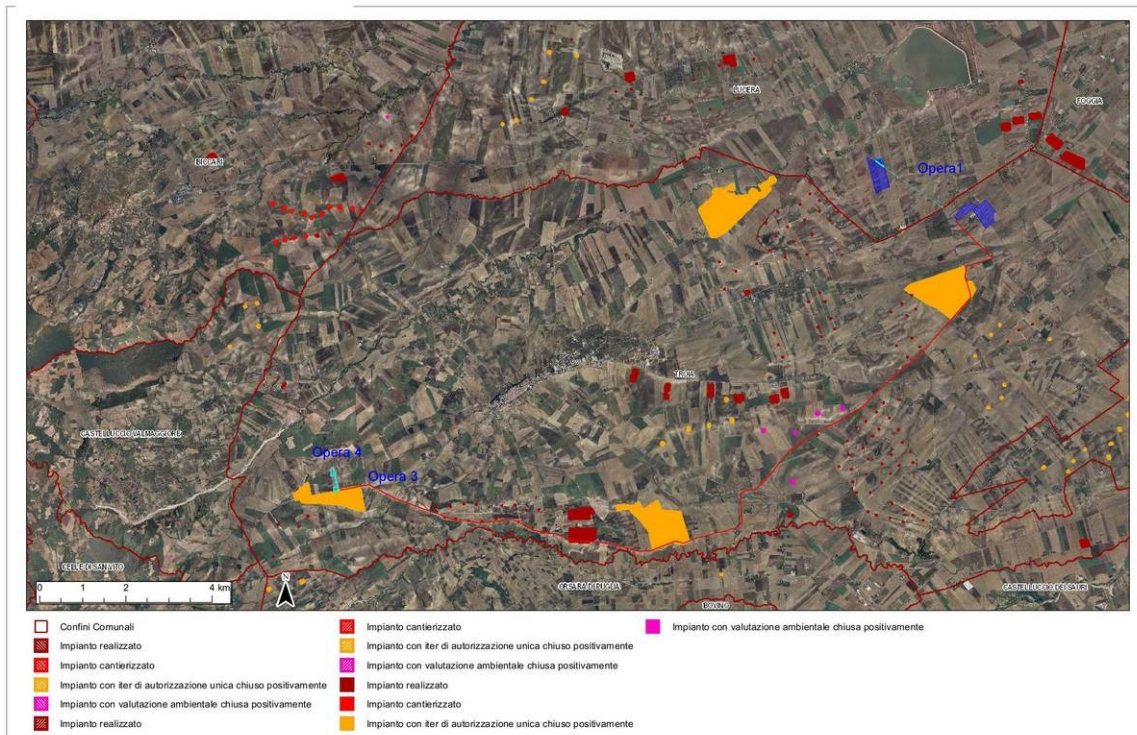 LUCERA
FOGGIA
BICCARI
Opera1
TROIA
CASTELLUCCIO VALMAGGIORE
Opera 4
Opera 3
CELLE DI SAN VITO
N
0 2 4 km
ORSARA DI PUGLIA
BOVINO
CASTELLUCCIO DEI SAURI
Confini Comunali
Impianto realizzato
Impianto cantierizzato
Impianto con iter di autorizzazione unica chiuso positivamente
Impianto con valutazione ambientale chiusa positivamente
Impianto realizzato
Impianto cantierizzato
Impianto con iter di autorizzazione unica chiuso positivamente
Impianto con valutazione ambientale chiusa positivamente
Impianto realizzato
Impianto cantierizzato
Impianto con iter di autorizzazione unica chiuso positivamente
Impianto con valutazione ambientale chiusa positivamente